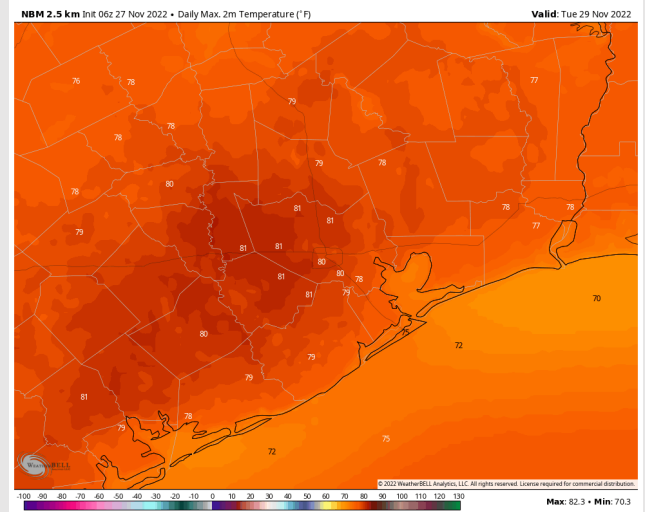 NBM 2.5 km Init 06z 27 Nov 2022 • Daily Max. 2m Temperature (°F)
Valid: Tue 29 Nov 2022
76 78 77
79
78 78
79 78
80
78
81 78 78
79 81 77
81 81
80
81 80 78
81 79
70
75
80 72
79
79
81
78
79 75
72
WeatherBELL
© 2022 WeatherBELL Analytics, LLC. All rights reserved. License required for commercial distribution.
-100 -90 -80 -70 -60 -50 -40 -30 -20 -10 0 10 20 30 40 50 60 70 80 90 100 110 120 130
Max: 82.3 • Min: 70.3